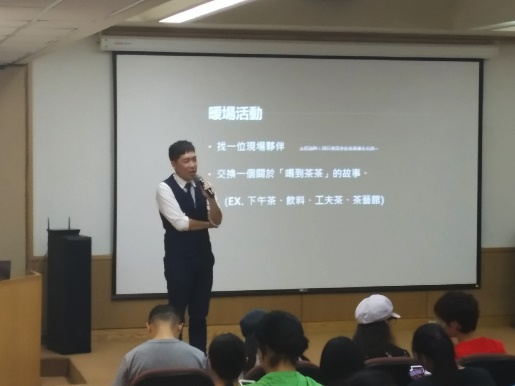 暖場活動
• 找一位現場夥伴
• 交換一個關於「喝到茶茶」的故事。
(EX. 下午茶、飲料、工夫茶、茶藝館)